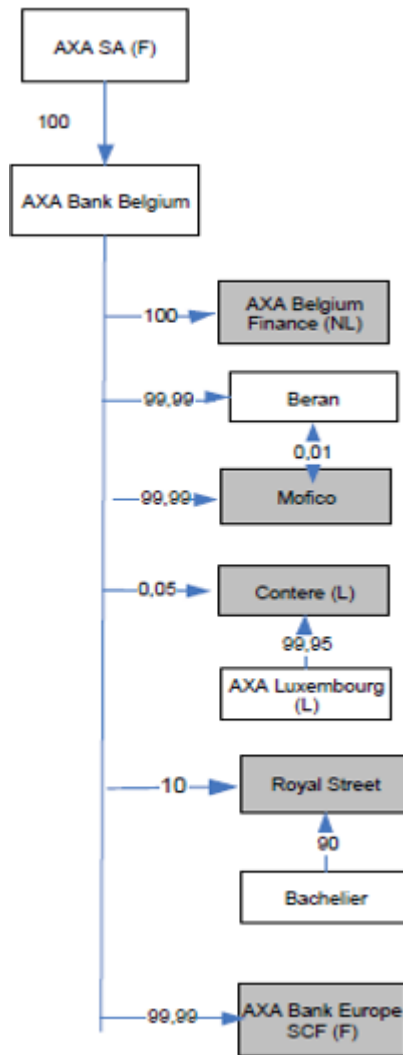 AXA SA (F)
100
AXA Bank Belgium
100
AXA Belgium
Finance (NL)
99,99
Beran
0,01
99,99
Mofico
0,05
Contere (L)
99,95
AXA Luxembourg
(L)
10
Royal Street
90
Bachelier
99,99
AXA Bank Europe
SCF (F)